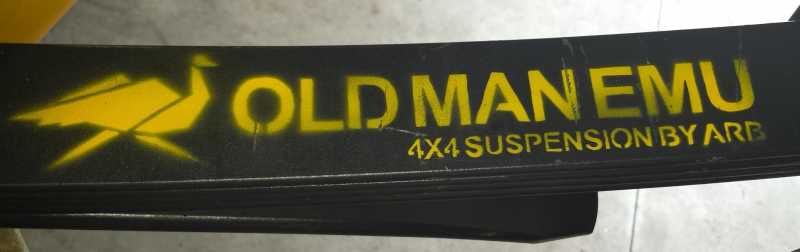 OLD MAN EMU
4X4 SUSPENSION BY ARB